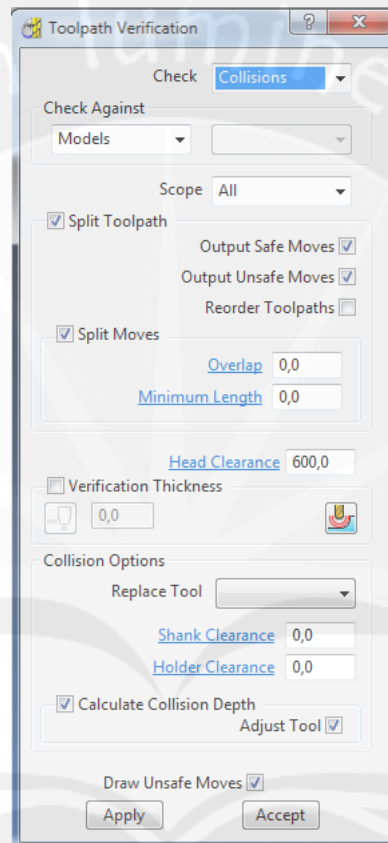 Toolpath Verification
Check Collisions
Check Against
Models
Scope All
Split Toolpath
Output Safe Moves
Output Unsafe Moves
Reorder Toolpaths
Split Moves
Overlap 0,0
Minimum Length 0,0
Head Clearance 600,0
Verification Thickness
0,0
Collision Options
Replace Tool
Shank Clearance 0,0
Holder Clearance 0,0
Calculate Collision Depth
Adjust Tool
Draw Unsafe Moves
Apply Accept